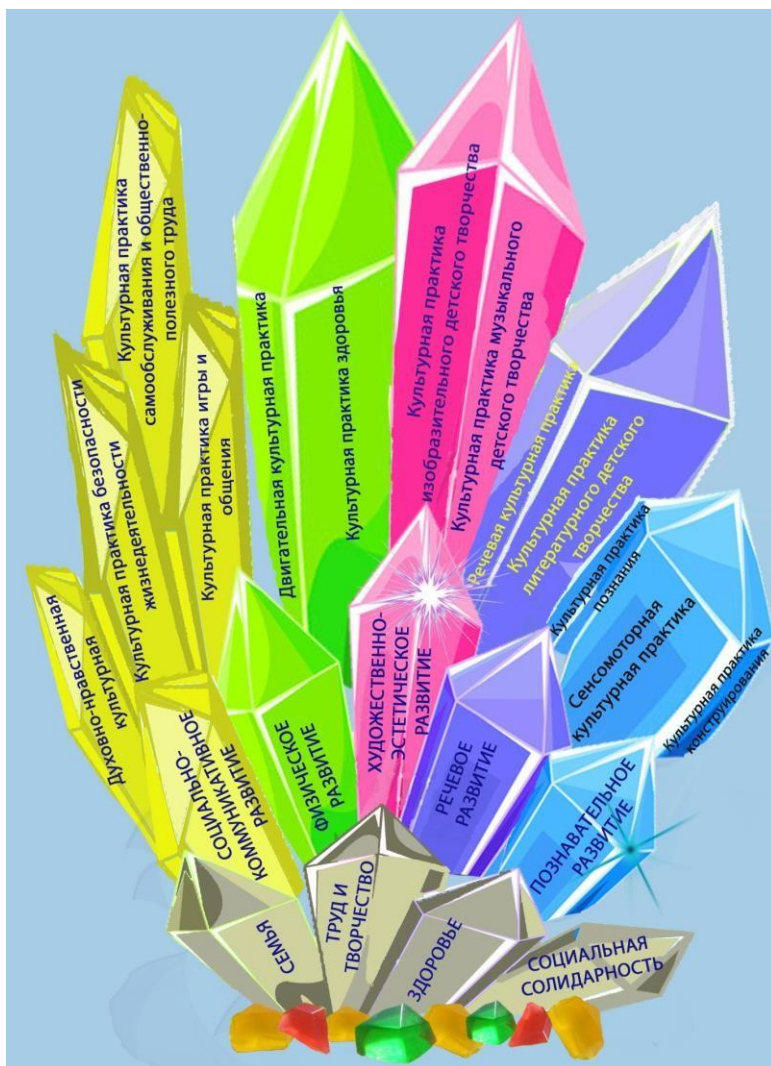 Культурная практика
самообслуживания и общественно-
полезного труда
Культурная практика безопасности
жизнедеятельности
Культурная практика игры и
общения
Духовно-нравственная
культурная
Двигательная культурная практика
Культурная практика здоровья
Культурная практика
изобразительного детского творчества
Культурная практика музыкального
детского творчества
Речевая культурная практика
Культурная практика
литературного детского
творчества
Культурная практика
познания
Сенсомоторная
культурная практика
Культурная практика
конструирования
СОЦИАЛЬНО-
КОММУНИКАТИВНОЕ
РАЗВИТИЕ
ФИЗИЧЕСКОЕ
РАЗВИТИЕ
ХУДОЖЕСТВЕННО-
ЭСТЕТИЧЕСКОЕ
РАЗВИТИЕ
РЕЧЕВОЕ
РАЗВИТИЕ
ПОЗНАВАТЕЛЬНОЕ
РАЗВИТИЕ
СЕМЬЯ
ТРУД И
ТВОРЧЕСТВО
ЗДОРОВЬЕ
СОЦИАЛЬНАЯ
СОЛИДАРНОСТЬ